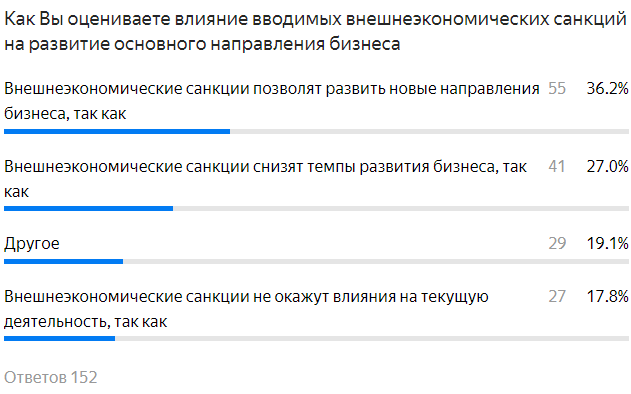 Как Вы оцениваете влияние вводимых внешнеэкономических санкций
на развитие основного направления бизнеса
Внешнеэкономические санкции позволят развить новые направления 55 36.2%
бизнеса, так как
Внешнеэкономические санкции снизят темпы развития бизнеса, так 41 27.0%
как
Другое 29 19.1%
Внешнеэкономические санкции не окажут влияния на текущую 27 17.8%
деятельность, так как
Ответов 152